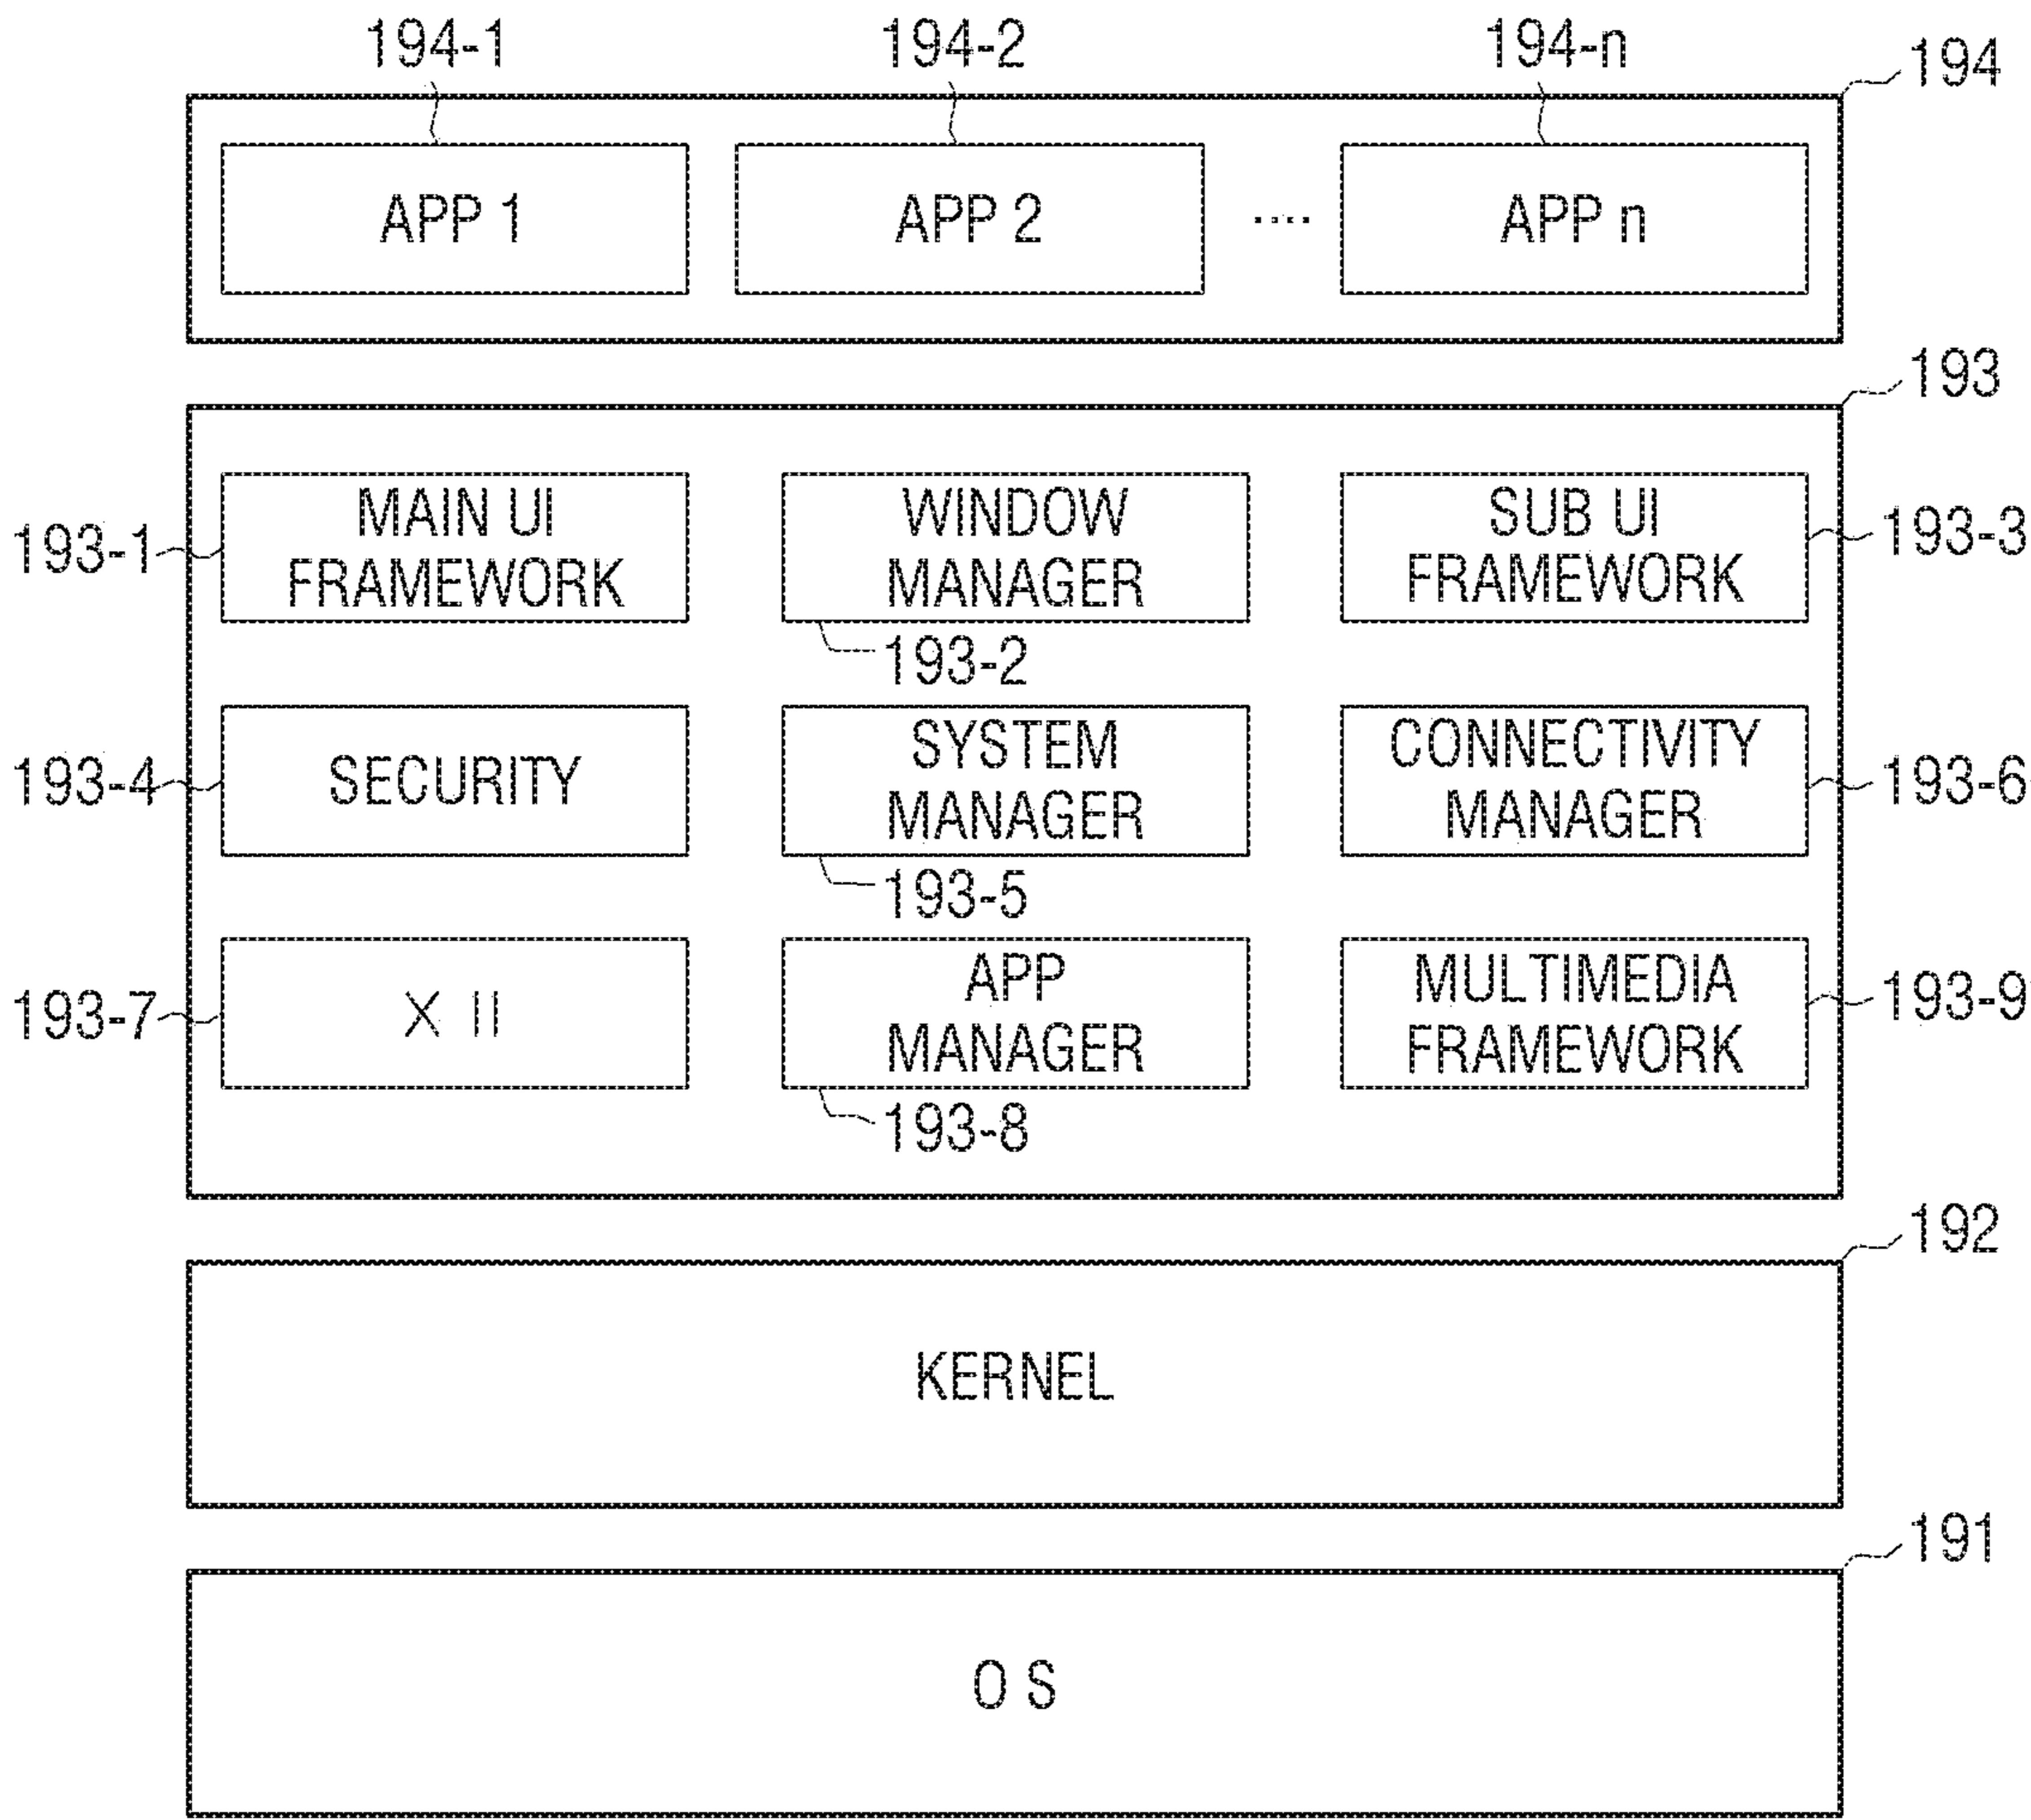 194-1 194-2 194-n
194
APP 1 APP 2 .... APP n
193
MAIN UI
FRAMEWORK
193-1
WINDOW
MANAGER
193-2
SUB UI
FRAMEWORK
193-3
SECURITY
193-4
SYSTEM
MANAGER
193-5
CONNECTIVITY
MANAGER
193-6
X II
193-7
APP
MANAGER
193-8
MULTIMEDIA
FRAMEWORK
193-9
192
KERNEL
191
O S